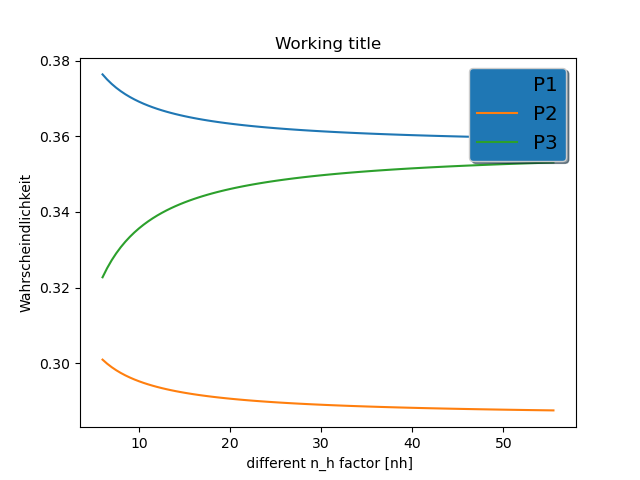 Working title
0.38
0.36
0.34
0.32
0.30
Wahrscheindlichkeit
P1
P2
P3
10 20 30 40 50
different n_h factor [nh]